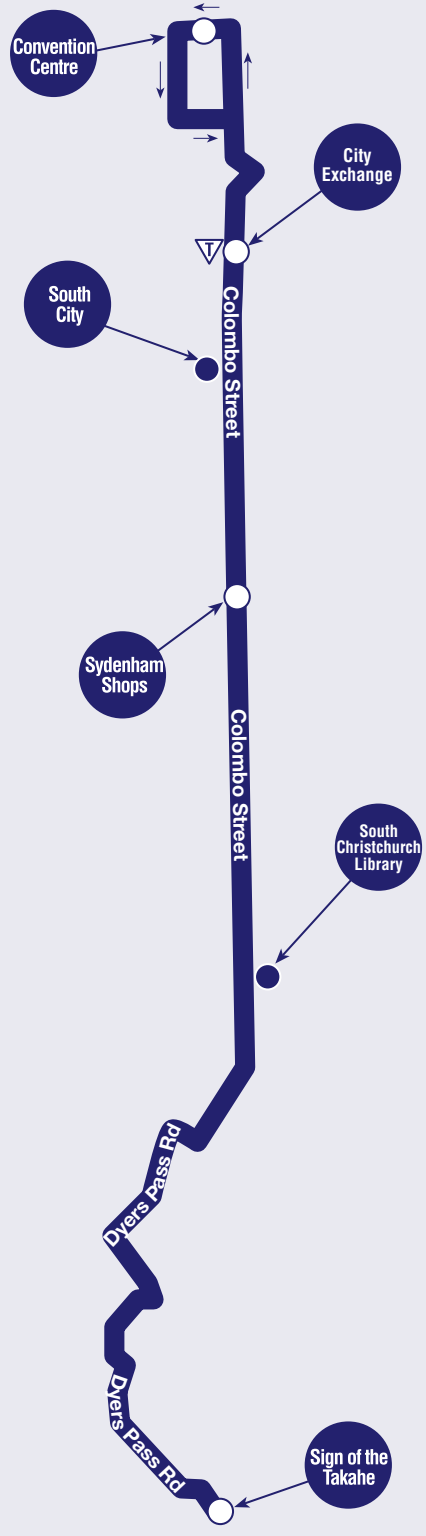 Convention
Centre
City
Exchange
T
South
City
Colombo Street
Sydenham
Shops
Colombo Street
South
Christchurch
Library
Dyers Pass Rd
Dyers Pass Rd
Sign of the
Takahe